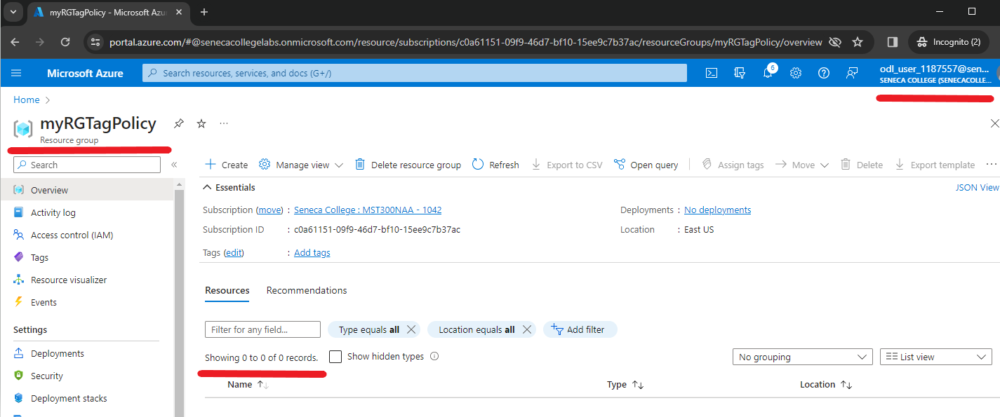 myRGTagPolicy - Microsoft Azu
portal.azure.com/#@senecacollegelabs.onmicrosoft.com/resource/subscriptions/c0a61151-09f9-46d7-bf10-15ee9c7b37ac/resourceGroups/myRGTagPolicy/overview
Incognito (2)
Microsoft Azure
Search resources, services, and docs (G+/)
6
odl_user_1187557@sen...
SENECA COLLEGE (SENECACOLLE...
Home
myRGTagPolicy
...
Resource group
Search
Create
Manage view
Delete resource group
Refresh
Export to CSV
Open query
Assign tags
Move
Delete
Export template
...
Overview
Activity log
Access control (IAM)
Tags
Resource visualizer
Events
Settings
Deployments
Security
Deployment stacks
Essentials
JSON View
Subscription (move) : Seneca College : MST300NAA - 1042
Deployments : No deployments
Subscription ID : c0a61151-09f9-46d7-bf10-15ee9c7b37ac
Location : East US
Tags (edit) : Add tags
Resources
Recommendations
Filter for any field...
Type equals all
Location equals all
Add filter
Showing 0 to 0 of 0 records.
Show hidden types
No grouping
List view
Name
Type
Location